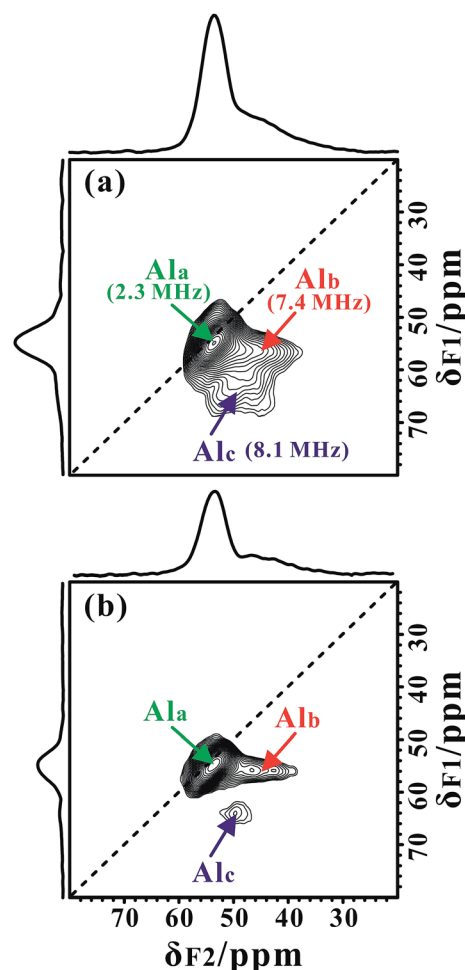 (a)
Ala
(2.3 MHz)
Alb
(7.4 MHz)
Alc (8.1 MHz)
30
40
50
60
70
δF1/ppm
(b)
Ala
Alb
Alc
30
40
50
60
70
δF1/ppm
70 60 50 40 30
δF2/ppm